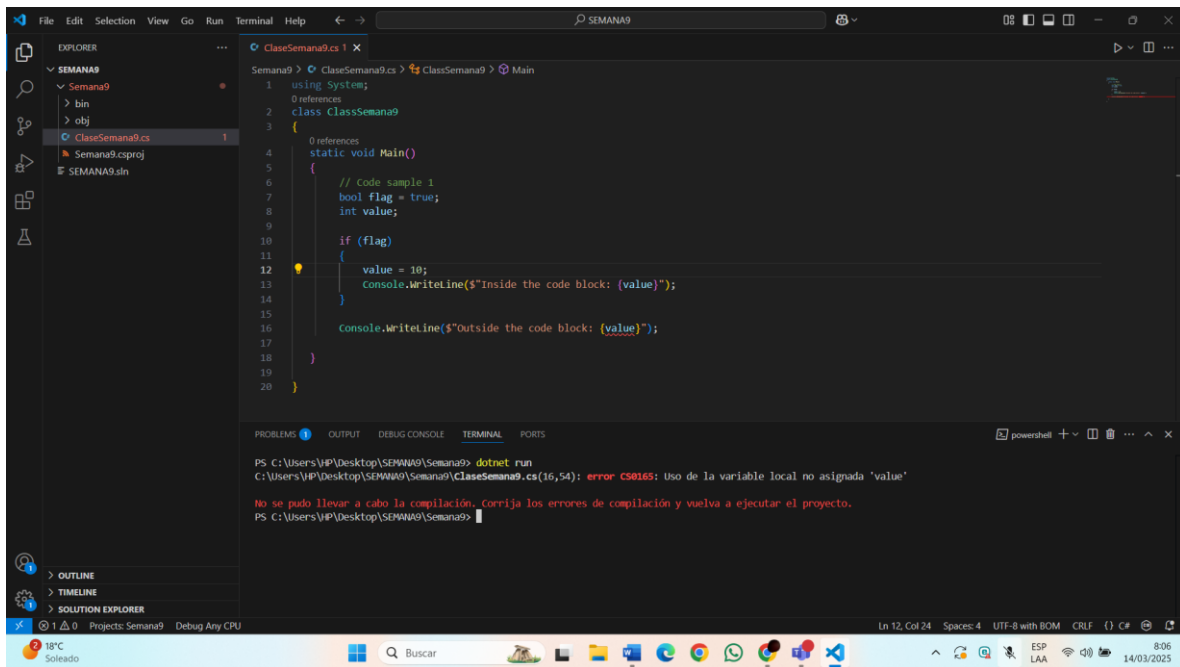 File Edit Selection View Go Run Terminal Help
SEMANA9
EXPLORER
SEMANA9
Semana9
bin
obj
ClaseSemana9.cs 1
Semana9.csproj
SEMANA9.sln
OUTLINE
TIMELINE
SOLUTION EXPLORER
ClaseSemana9.cs 1
Semana9 > ClaseSemana9.cs > ClassSemana9 > Main
1 using System;
0 references
2 class ClassSemana9
3 {
0 references
4 static void Main()
5 {
6 // Code sample 1
7 bool flag = true;
8 int value;
9
10 if (flag)
11 {
12 value = 10;
13 Console.WriteLine($"Inside the code block: {value}");
14 }
15
16 Console.WriteLine($"Outside the code block: {value}");
17
18 }
19
20 }
PROBLEMS 1 OUTPUT DEBUG CONSOLE TERMINAL PORTS
powershell
PS C:\Users\HP\Desktop\SEMANA9\Semana9> dotnet run
C:\Users\HP\Desktop\SEMANA9\Semana9\ClaseSemana9.cs(16,54): error CS0165: Uso de la variable local no asignada 'value'
No se pudo llevar a cabo la compilación. Corrija los errores de compilación y vuelva a ejecutar el proyecto.
PS C:\Users\HP\Desktop\SEMANA9\Semana9>
1 0 Projects: Semana9 Debug Any CPU
Ln 12, Col 24 Spaces: 4 UTF-8 with BOM CRLF {} C#
2 18°C
Soleado
Buscar
ESP
LAA
8:06
14/03/2025